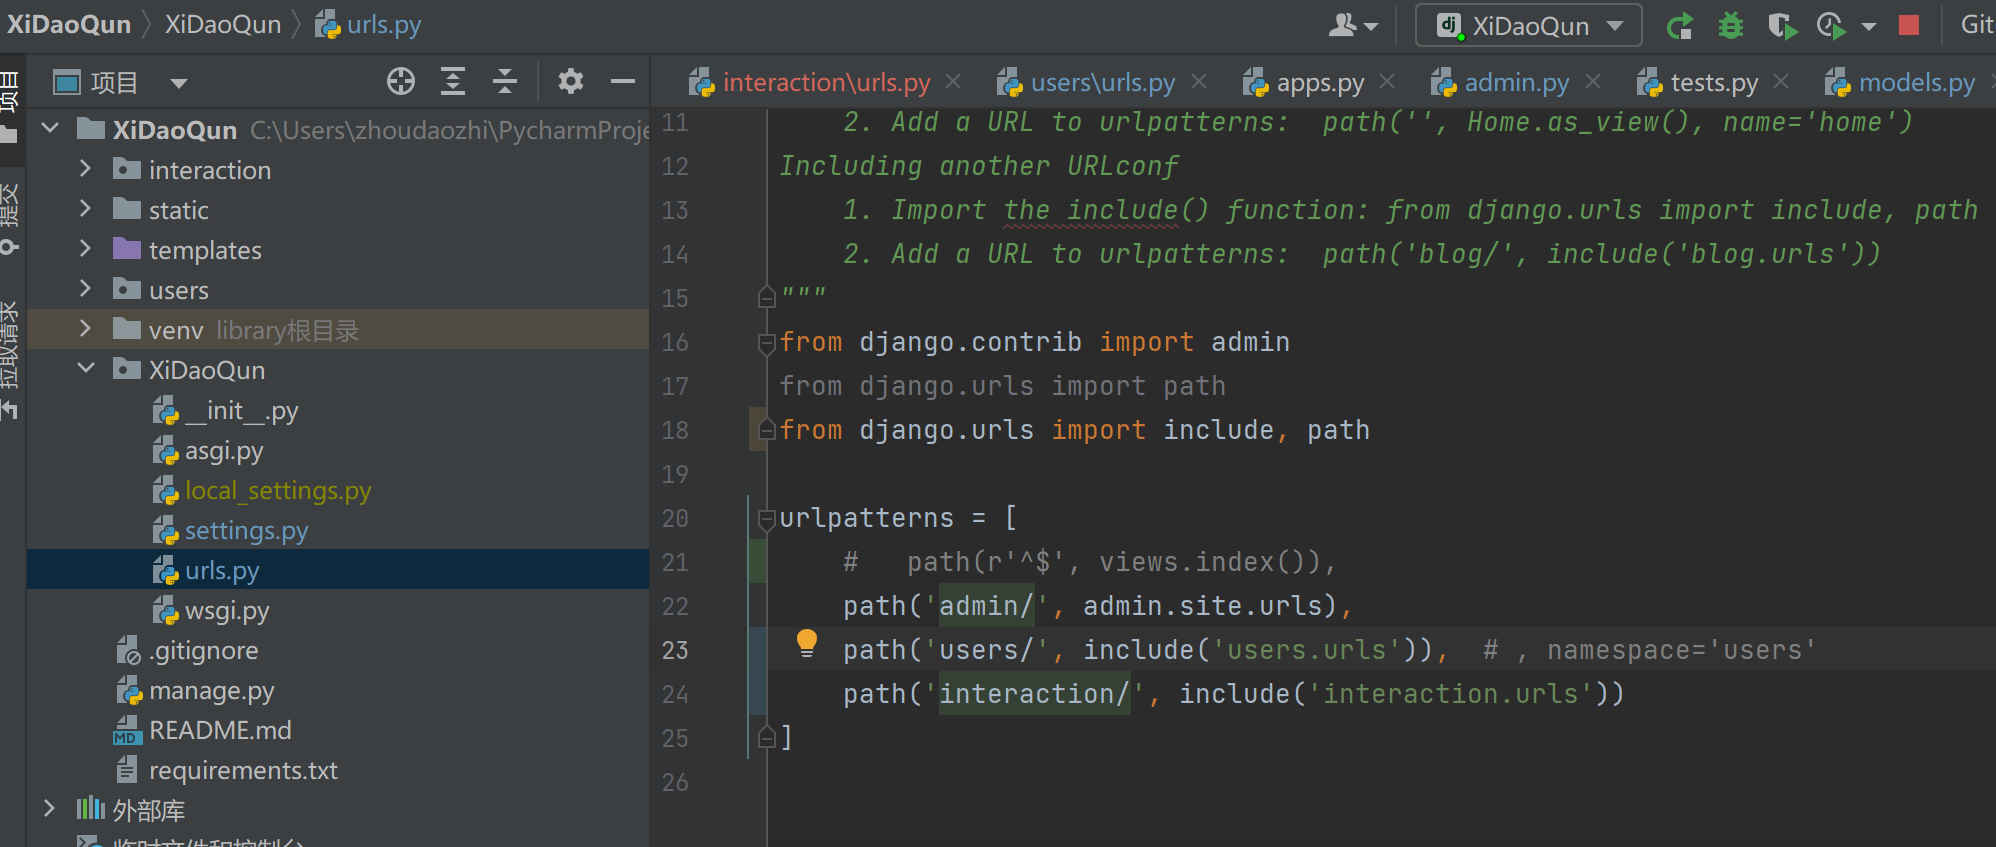 XiDaoQun XiDaoQun urls.py
XiDaoQun
Git
项目
提交
拉取请求
项目
XiDaoQun C:\Users\zhoudaozhi\PycharmProje
interaction
static
templates
users
venv library根目录
XiDaoQun
__init__.py
asgi.py
local_settings.py
settings.py
urls.py
wsgi.py
.gitignore
manage.py
README.md
requirements.txt
外部库
临时文件和控制台
interaction\urls.py users\urls.py apps.py admin.py tests.py models.py
11 2. Add a URL to urlpatterns:  path('', Home.as_view(), name='home')
12 Including another URLconf
13 1. Import the include() function: from django.urls import include, path
14 2. Add a URL to urlpatterns:  path('blog/', include('blog.urls'))
15 """
16 from django.contrib import admin
17 from django.urls import path
18 from django.urls import include, path
19
20 urlpatterns = [
21 #   path(r'^$', views.index()),
22 path('admin/', admin.site.urls),
23 path('users/', include('users.urls')),  # , namespace='users'
24 path('interaction/', include('interaction.urls'))
25 ]
26